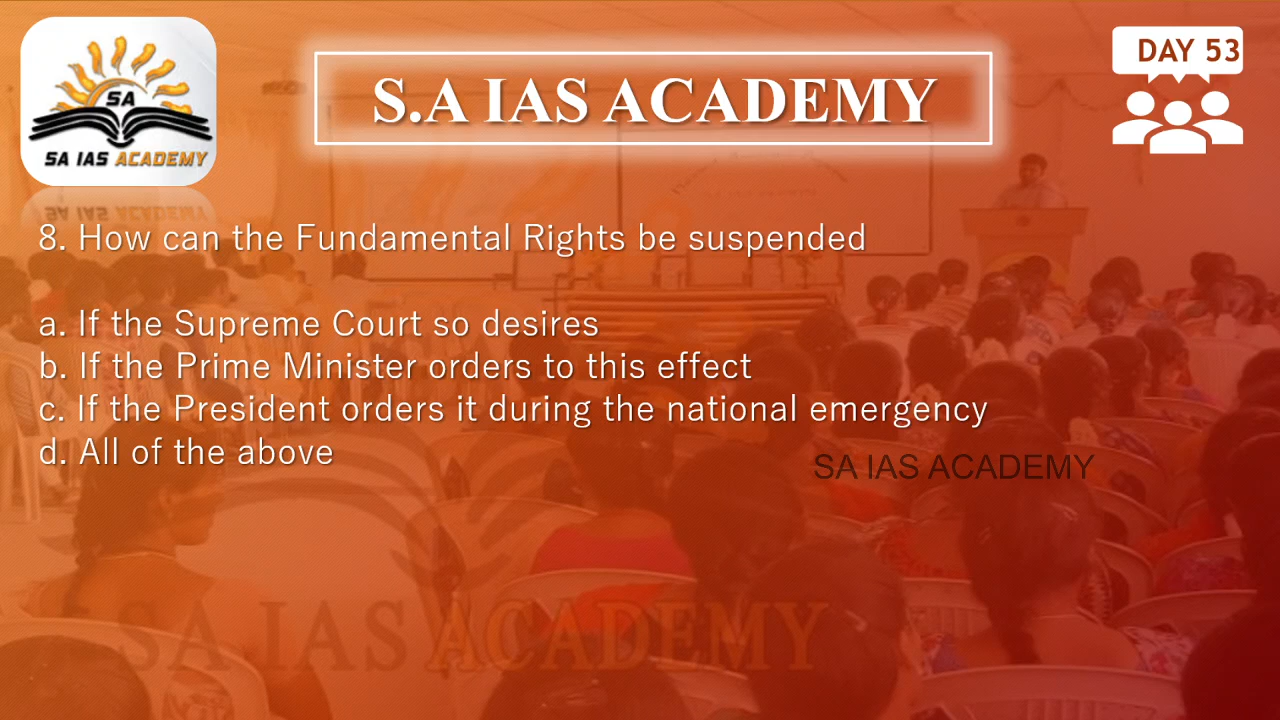 SA
SA IAS ACADEMY
S.A IAS ACADEMY
DAY 53
8. How can the Fundamental Rights be suspended
a. If the Supreme Court so desires
b. If the Prime Minister orders to this effect
c. If the President orders it during the national emergency
d. All of the above
SA IAS ACADEMY
SA IAS ACADEMY